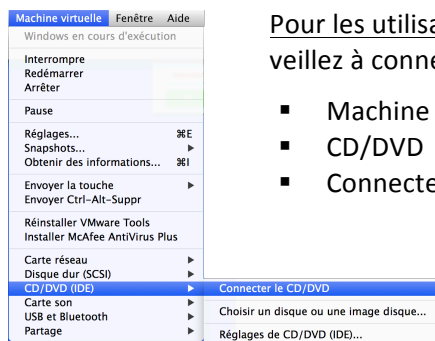 Machine virtuelle Fenêtre Aide
Windows en cours d'exécution
Interrompre
Redémarrer
Arrêter
Pause
Réglages... ⌘E
Snapshots... ▶
Obtenir des informations... ⌘I
Envoyer la touche ▶
Envoyer Ctrl-Alt-Suppr
Réinstaller VMware Tools
Installer McAfee AntiVirus Plus
Carte réseau ▶
Disque dur (SCSI) ▶
CD/DVD (IDE) ▶
Carte son ▶
USB et Bluetooth ▶
Partage ▶
Connecter le CD/DVD
Choisir un disque ou une image disque...
Réglages de CD/DVD (IDE)...
Pour les utilisa
veillez à conne
▪ Machine
▪ CD/DVD
▪ Connecte